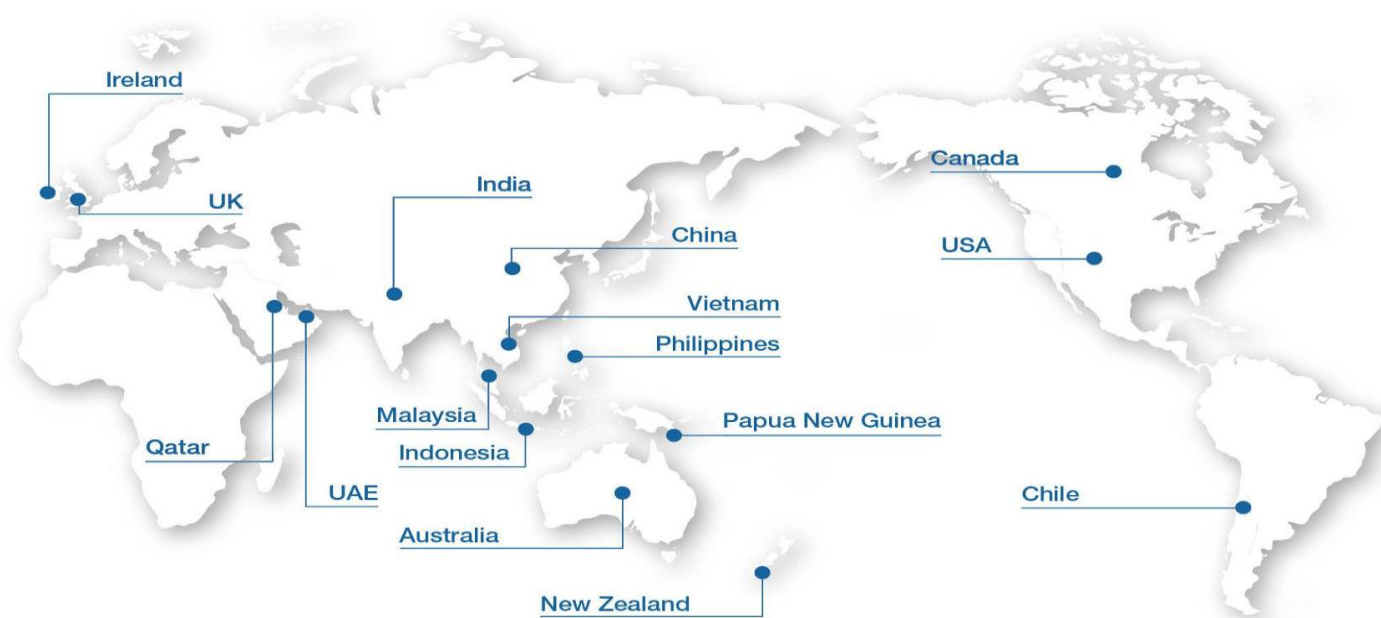 Ireland
Canada
India
UK
China
USA
Vietnam
Philippines
Malaysia
Papua New Guinea
Qatar
Indonesia
UAE
Chile
Australia
New Zealand